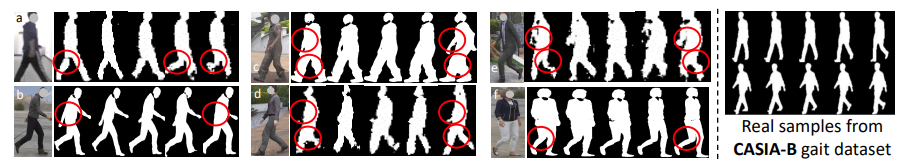 a
b
c
d
e
f
Real samples from
CASIA-B gait dataset